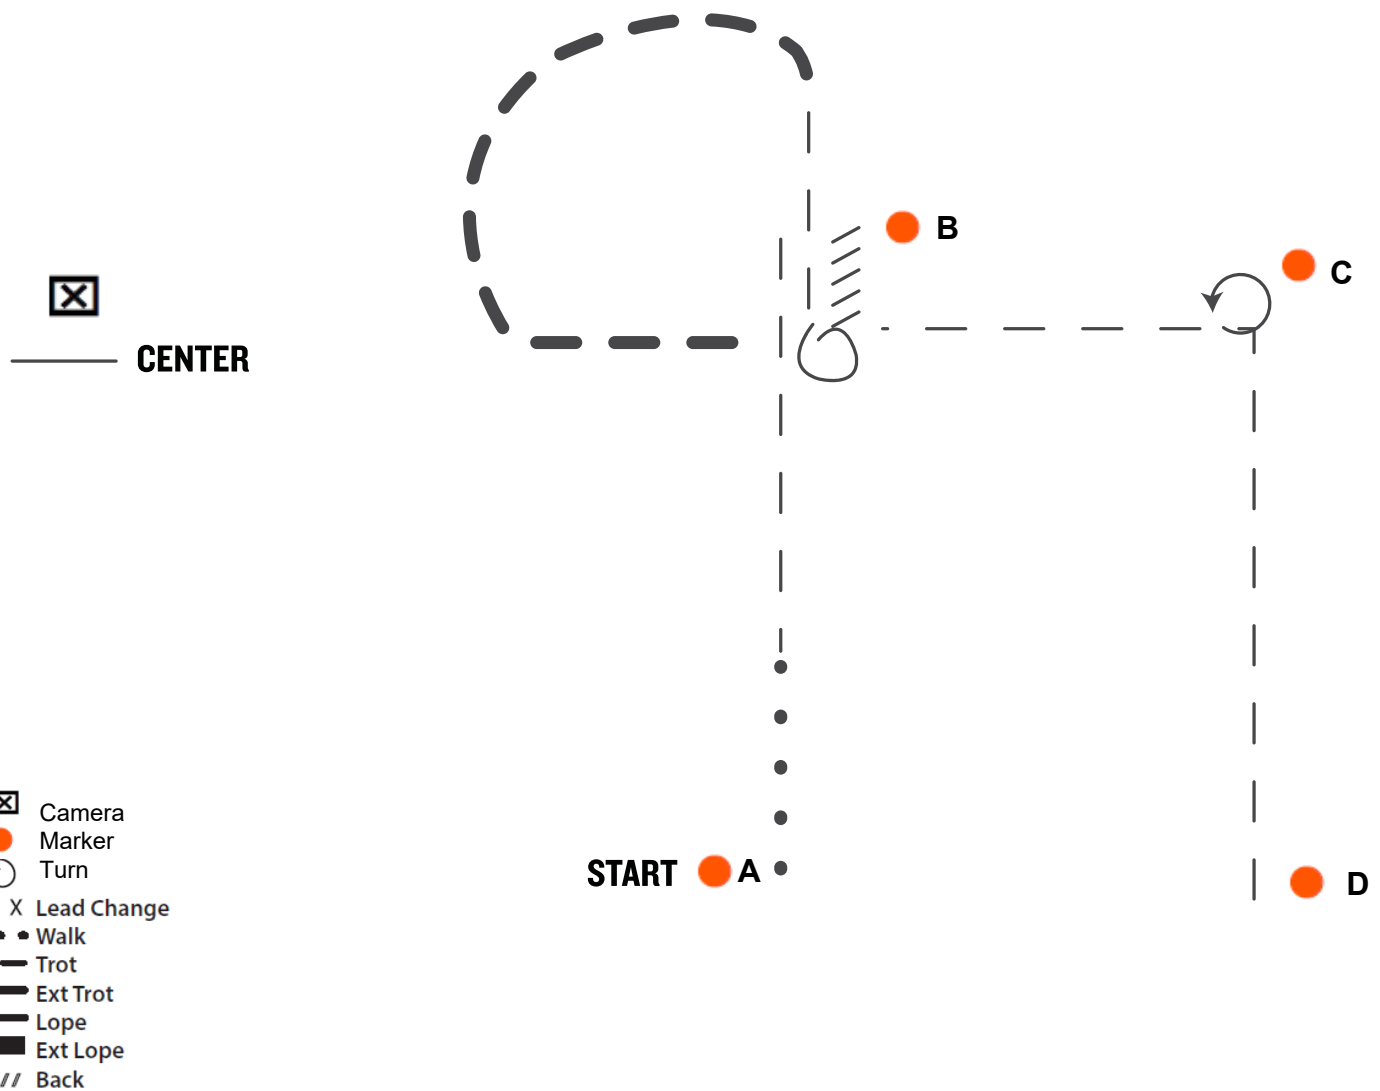 B
C
CENTER
START A
D
Camera
Marker
Turn
X Lead Change
Walk
Trot
Ext Trot
Lope
Ext Lope
// Back